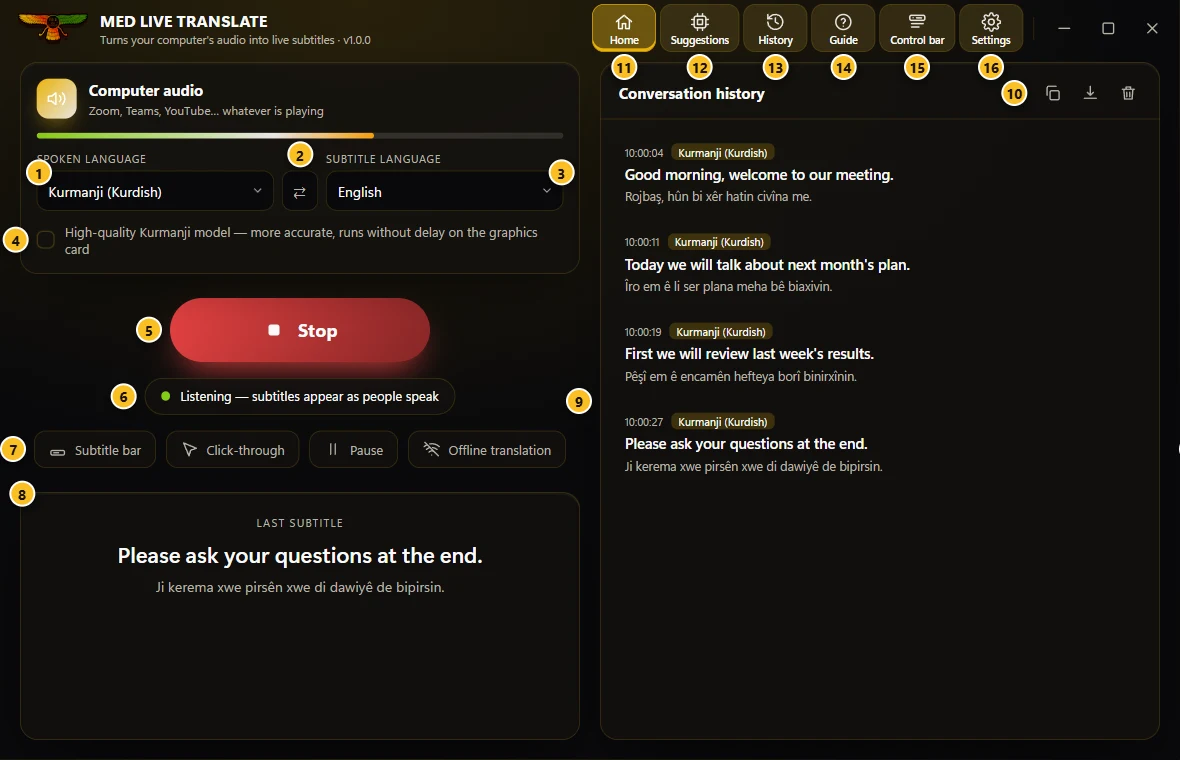 MED LIVE TRANSLATE
Turns your computer's audio into live subtitles · v1.0.0
Home
Suggestions
History
Guide
Control bar
Settings
11
12
13
14
15
16
Computer audio
Zoom, Teams, YouTube... whatever is playing
SPOKEN LANGUAGE
2
SUBTITLE LANGUAGE
1
3
Kurmanji (Kurdish)
English
4
High-quality Kurmanji model — more accurate, runs without delay on the graphics
card
5
Stop
6
Listening — subtitles appear as people speak
7
Subtitle bar
Click-through
Pause
Offline translation
8
LAST SUBTITLE
Please ask your questions at the end.
Ji kerema xwe pirsên xwe di dawiyê de bipirsin.
9
Conversation history
10
10:00:04 Kurmanji (Kurdish)
Good morning, welcome to our meeting.
Rojbaş, hûn bi xêr hatin civîna me.
10:00:11 Kurmanji (Kurdish)
Today we will talk about next month's plan.
Îro em ê li ser plana meha bê biaxivin.
10:00:19 Kurmanji (Kurdish)
First we will review last week's results.
Pêşî em ê encamên hefteya borî binirxînin.
10:00:27 Kurmanji (Kurdish)
Please ask your questions at the end.
Ji kerema xwe pirsên xwe di dawiyê de bipirsin.